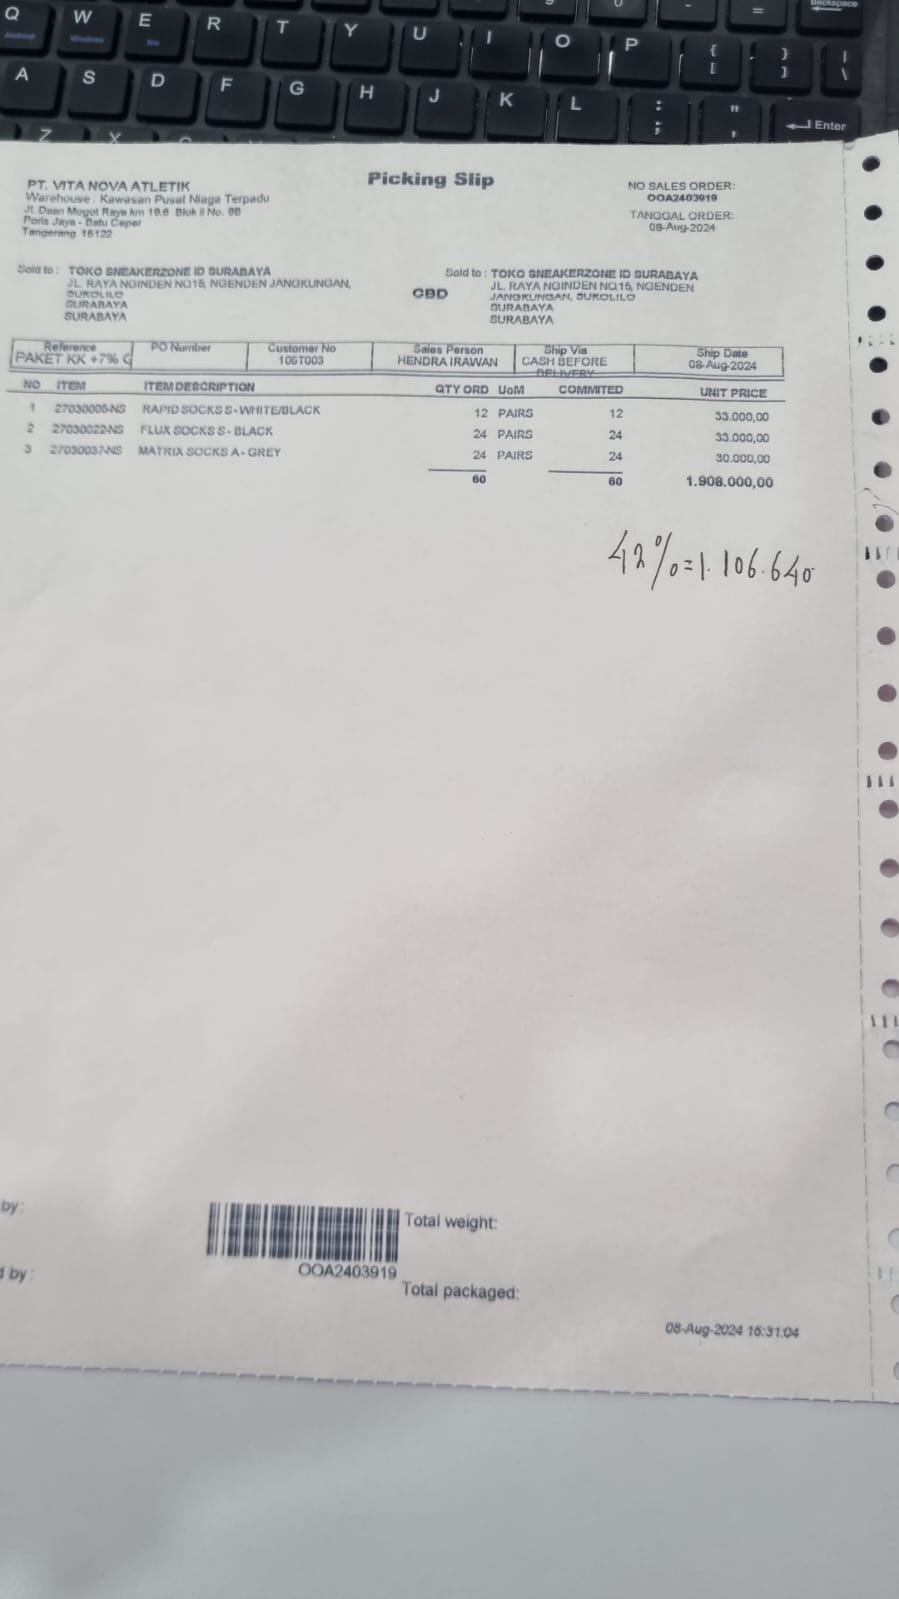 Q W E R T Y U I O P { } |
Android Windows [ ] \
A S D F G H J K L : " Enter
Z X
Backspace
Picking Slip
PT. VITA NOVA ATLETIK
Warehouse . Kawasan Pusat Niaga Terpadu
Jl. Daan Mogot Raya km 19.6 Blok II No. 8B
Poris Jaya - Batu Ceper
Tangerang 15122
NO SALES ORDER:
OOA2403919
TANGGAL ORDER:
08-Aug-2024
Sold to : TOKO SNEAKERZONE ID SURABAYA
JL. RAYA NGINDEN NO15, NGENDEN JANGKUNGAN,
SUKOLILO
SURABAYA
SURABAYA
CBD
Sold to : TOKO SNEAKERZONE ID SURABAYA
JL. RAYA NGINDEN NO15, NGENDEN
JANGKUNGAN, SUKOLILO
SURABAYA
SURABAYA
Reference PO Number Customer No Sales Person Ship Via Ship Date
PAKET KK +7% 106T003 HENDRA IRAWAN CASH BEFORE DELIVERY 08-Aug-2024
NO ITEM ITEM DESCRIPTION QTY ORD UoM COMMITED UNIT PRICE
1 27030005-NS RAPID SOCKS S - WHITE/BLACK 12 PAIRS 12 33.000,00
2 27030022-NS FLUX SOCKS S - BLACK 24 PAIRS 24 33.000,00
3 27030037-NS MATRIX SOCKS A - GREY 24 PAIRS 24 30.000,00
60 60 1.908.000,00
42%=1.106.640
by:
Total weight:
OOA2403919
d by:
Total packaged:
08-Aug-2024 16:31:04